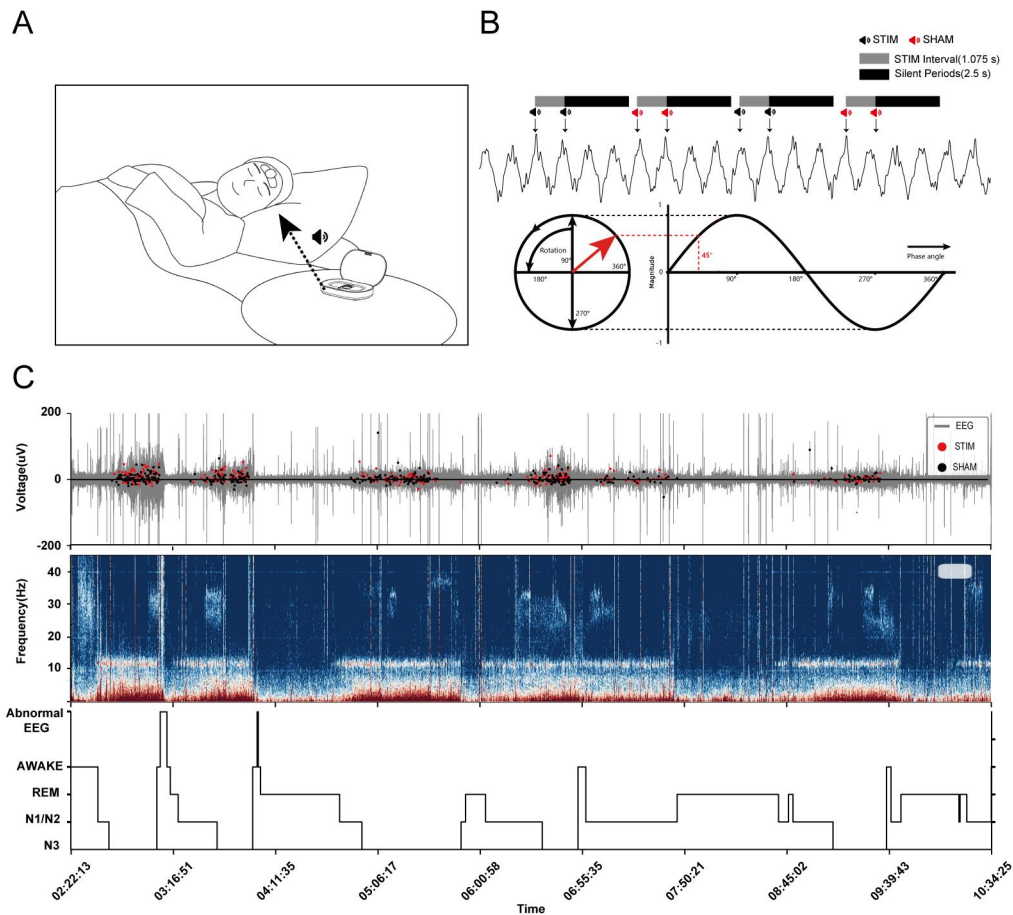 A
B
STIM SHAM
STIM Interval(1.075 s)
Silent Periods(2.5 s)
Rotation
90°
180°
360°
270°
Magnitude
1
0
-1
45°
90°
180°
270°
360°
Phase angle
C
Voltage(uV)
200
0
-200
EEG
STIM
SHAM
Frequency(Hz)
40
30
20
10
Abnormal
EEG
AWAKE
REM
N1/N2
N3
02:22:13
03:16:51
04:11:35
05:06:17
06:00:58
06:55:35
07:50:21
08:45:02
09:39:43
10:34:25
Time